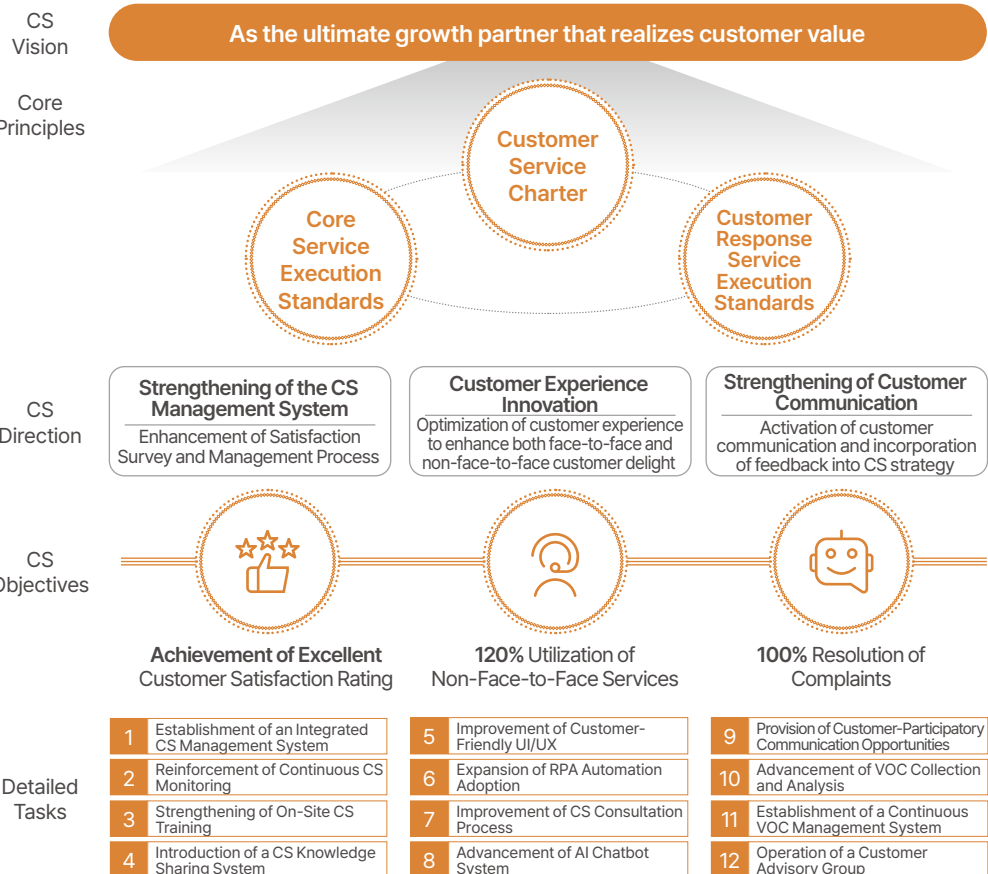 CS
Vision
As the ultimate growth partner that realizes customer value
Core
Principles
Customer
Service
Charter
Core
Service
Execution
Standards
Customer
Response
Service
Execution
Standards
CS
Direction
Strengthening of the CS
Management System
Enhancement of Satisfaction
Survey and Management Process
Customer Experience
Innovation
Optimization of customer experience
to enhance both face-to-face and
non-face-to-face customer delight
Strengthening of Customer
Communication
Activation of customer
communication and incorporation
of feedback into CS strategy
CS
Objectives
Achievement of Excellent
Customer Satisfaction Rating
120% Utilization of
Non-Face-to-Face Services
100% Resolution of
Complaints
Detailed
Tasks
1
Establishment of an Integrated
CS Management System
2
Reinforcement of Continuous CS
Monitoring
3
Strengthening of On-Site CS
Training
4
Introduction of a CS Knowledge
Sharing System
5
Improvement of Customer-
Friendly UI/UX
6
Expansion of RPA Automation
Adoption
7
Improvement of CS Consultation
Process
8
Advancement of AI Chatbot
System
9
Provision of Customer-Participatory
Communication Opportunities
10
Advancement of VOC Collection
and Analysis
11
Establishment of a Continuous
VOC Management System
12
Operation of a Customer
Advisory Group